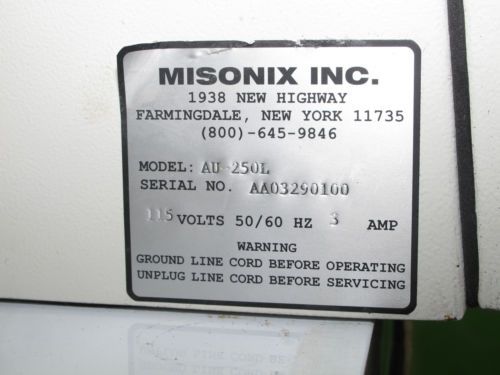 MISONIX INC.
1938 NEW HIGHWAY
FARMINGDALE, NEW YORK 11735
(800)-645-9846
MODEL: AU-250L
SERIAL NO. AA03290100
115 VOLTS 50/60 HZ 3 AMP
WARNING
GROUND LINE CORD BEFORE OPERATING
UNPLUG LINE CORD BEFORE SERVICING